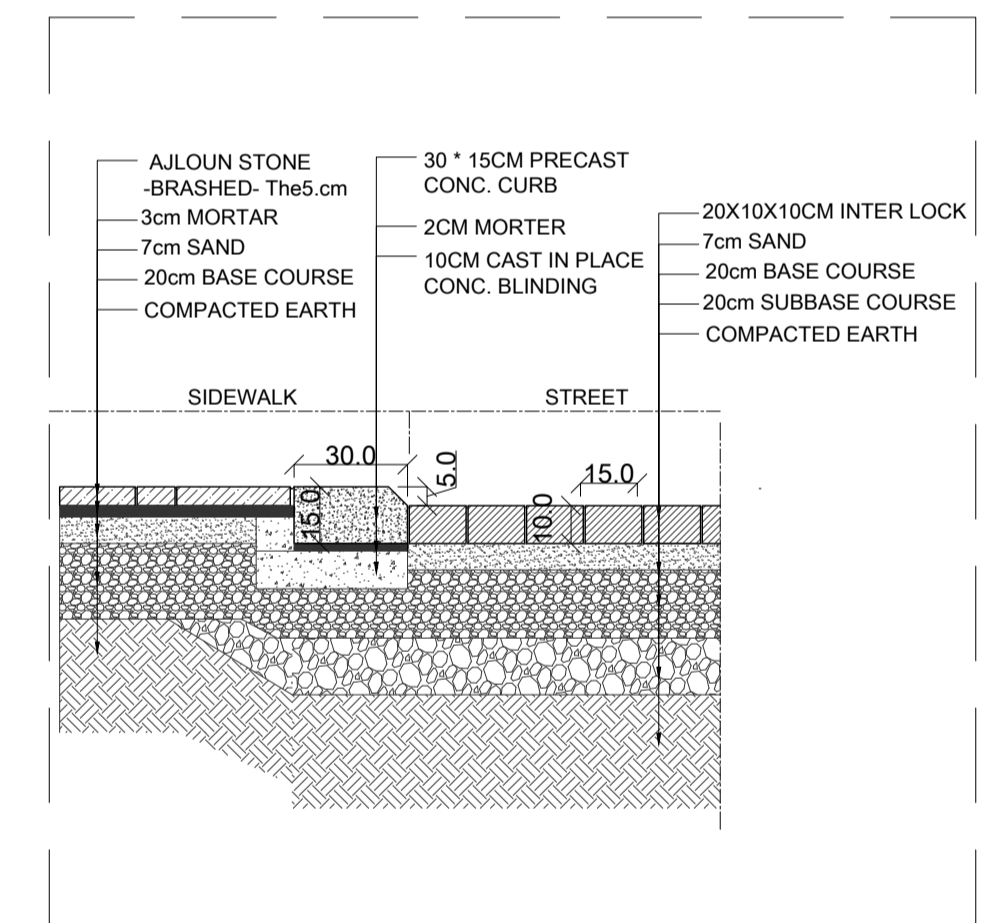 AJLOUN STONE
-BRASHED- The5.cm
3cm MORTAR
7cm SAND
20cm BASE COURSE
COMPACTED EARTH
30 * 15CM PRECAST
CONC. CURB
2CM MORTER
10CM CAST IN PLACE
CONC. BLINDING
20X10X10CM INTER LOCK
7cm SAND
20cm BASE COURSE
20cm SUBBASE COURSE
COMPACTED EARTH
SIDEWALK
STREET
30.0
5.0
15.0
15.0
10.0